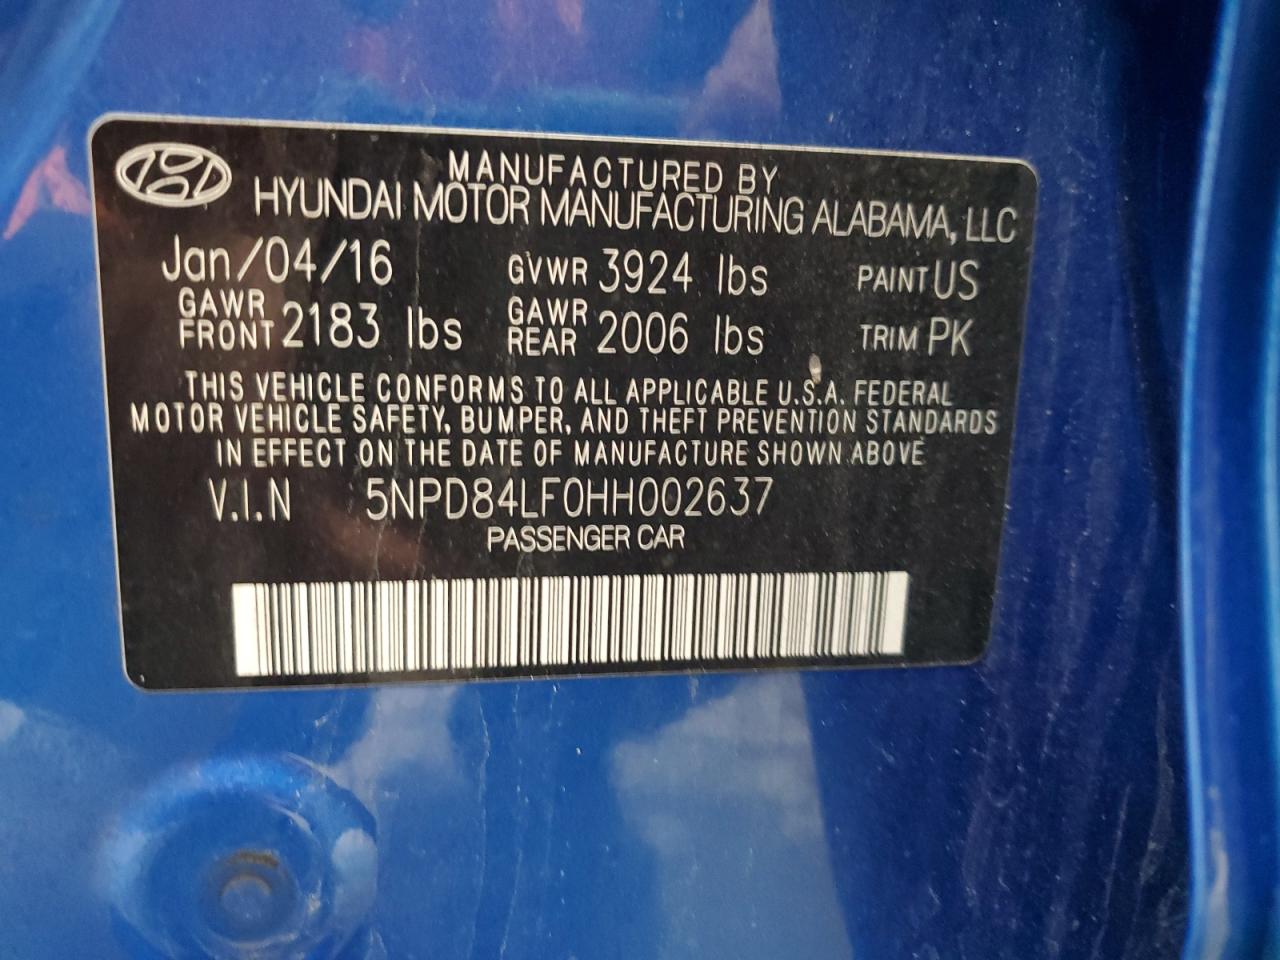 MANUFACTURED BY
HYUNDAI MOTOR MANUFACTURING ALABAMA, LLC
Jan/04/16 GVWR 3924 lbs PAINT US
GAWR FRONT 2183 lbs GAWR REAR 2006 lbs TRIM PK
THIS VEHICLE CONFORMS TO ALL APPLICABLE U.S.A. FEDERAL
MOTOR VEHICLE SAFETY, BUMPER, AND THEFT PREVENTION STANDARDS
IN EFFECT ON THE DATE OF MANUFACTURE SHOWN ABOVE
V.I.N 5NPD84LF0HH002637
PASSENGER CAR